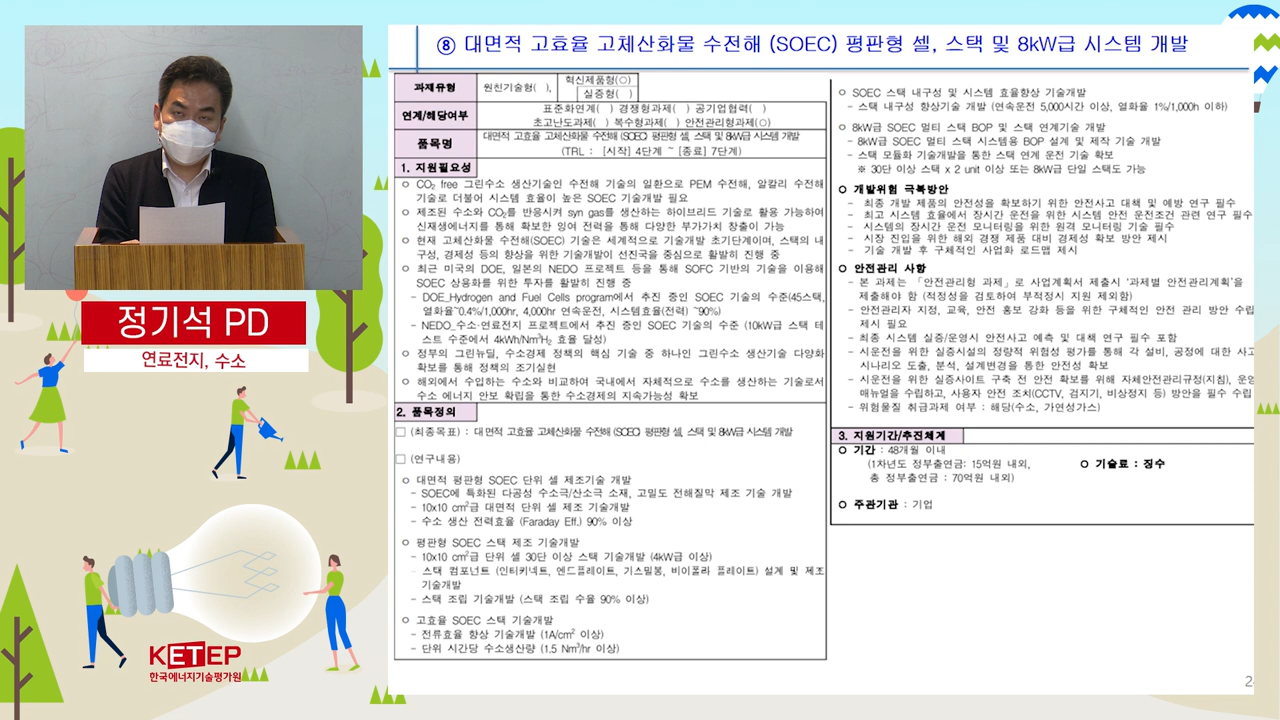 ⑧ 대면적 고효율 고체산화물 수전해 (SOEC) 평판형 셀, 스택 및 8kW급 시스템 개발
과제유형 원천기술형( ), 혁신제품형(○)
실증형( )
연계/해당여부 표준화연계( ) 경쟁형과제( ) 공기업협력( )
초고난도과제( ) 복수형과제( ) 안전관리형과제(○)
품목명 대면적 고효율 고체산화물 수전해 (SOEC) 평판형 셀, 스택 및 8kW급 시스템 개발
(TRL : [시작] 4단계 ~ [종료] 7단계)
1. 지원필요성
○ CO₂ free 그린수소 생산기술인 수전해 기술의 일환으로 PEM 수전해, 알칼리 수전해
기술로 더불어 시스템 효율이 높은 SOEC 기술개발 필요
○ 제조된 수소와 CO₂를 반응시켜 syn gas를 생산하는 하이브리드 기술로 활용 가능하여
신재생에너지를 통해 확보한 잉여 전력을 통해 다양한 부가가치 창출이 가능
○ 현재 고체산화물 수전해(SOEC) 기술은 세계적으로 기술개발 초기단계이며, 스택의 내
구성, 경제성 등의 향상을 위한 기술개발이 선진국을 중심으로 활발히 진행 중
○ 최근 미국의 DOE, 일본의 NEDO 프로젝트 등을 통해 SOFC 기반의 기술을 이용해
SOEC 상용화를 위한 투자를 활발히 진행 중
- DOE_Hydrogen and Fuel Cells program에서 추진 중인 SOEC 기술의 수준(45스택,
열화율~0.4%/1,000hr, 4,000hr 연속운전, 시스템효율(전력) ~90%)
- NEDO_수소·연료전지 프로젝트에서 추진 중인 SOEC 기술의 수준 (10kW급 스택 테
스트 수준에서 4kWh/Nm³H₂ 효율 달성)
○ 정부의 그린뉴딜, 수소경제 정책의 핵심 기술 중 하나인 그린수소 생산기술 다양화
확보를 통해 정책의 조기실현
○ 해외에서 수입하는 수소와 비교하여 국내에서 자체적으로 수소를 생산하는 기술로서
수소 에너지 안보 확립을 통한 수소경제의 지속가능성 확보
2. 품목정의
□ (최종목표) : 대면적 고효율 고체산화물 수전해 (SOEC) 평판형 셀, 스택 및 8kW급 시스템 개발
□ (연구내용)
○ 대면적 평판형 SOEC 단위 셀 제조기술 개발
- SOEC에 특화된 다공성 수소극/산소극 소재, 고밀도 전해질막 제조 기술 개발
- 10x10 cm²급 대면적 단위 셀 제조 기술개발
- 수소 생산 전력효율 (Faraday Eff.) 90% 이상
○ 평판형 SOEC 스택 제조 기술개발
- 10x10 cm²급 단위 셀 30단 이상 스택 기술개발 (4kW급 이상)
- 스택 컴포넌트 (인터키넥트, 엔드플레이트, 가스밀봉, 비이폴라 플레이트) 설계 및 제조
기술개발
- 스택 조립 기술개발 (스택 조립 수율 90% 이상)
○ 고효율 SOEC 스택 기술개발
- 전류효율 향상 기술개발 (1A/cm² 이상)
- 단위 시간당 수소생산량 (1.5 Nm³/hr 이상)
○ SOEC 스택 내구성 및 시스템 효율향상 기술개발
- 스택 내구성 향상기술 개발 (연속운전 5,000시간 이상, 열화율 1%/1,000h 이하)
○ 8kW급 SOEC 멀티 스택 BOP 및 스택 연계기술 개발
- 8kW급 SOEC 멀티 스택 시스템용 BOP 설계 및 제작 기술 개발
- 스택 모듈화 기술개발을 통한 스택 연계 운전 기술 확보
※ 30단 이상 스택 x 2 unit 이상 또는 8kW급 단일 스택도 가능
○ 개발위험 극복방안
- 최종 개발 제품의 안전성을 확보하기 위한 안전사고 대책 및 예방 연구 필수
- 최고 시스템 효율에서 장시간 운전을 위한 시스템 안전 운전조건 관련 연구 필수
- 시스템의 장시간 운전 모니터링을 위한 원격 모니터링 기술 필수
- 시장 진입을 위한 해외 경쟁 제품 대비 경제성 확보 방안 제시
- 기술 개발 후 구체적인 사업화 로드맵 제시
○ 안전관리 사항
- 본 과제는 「안전관리형 과제」로 사업계획서 제출시 '과제별 안전관리계획'을
제출해야 함 (적정성을 검토하여 부적정시 지원 제외함)
- 안전관리자 지정, 교육, 안전 홍보 강화 등을 위한 구체적인 안전 관리 방안 수립
제시 필요
- 최종 시스템 실증/운영시 안전사고 예측 및 대책 연구 필수 포함
- 시운전을 위한 실증시설의 정량적 위험성 평가를 통해 각 설비, 공정에 대한 사고
시나리오 도출, 분석, 설계변경을 통한 안전성 확보
- 시운전을 위한 실증사이트 구축 전 안전 확보를 위해 자체안전관리규정(지침), 운영
매뉴얼을 수립하고, 사용자 안전 조치(CCTV, 검지기, 비상정지 등) 방안을 필수 수립
- 위험물질 취급과제 여부 : 해당(수소, 가연성가스)
3. 지원기간/추진체계
○ 기간 : 48개월 이내
(1차년도 정부출연금: 15억원 내외, ○ 기술료 : 징수
총 정부출연금 : 70억원 내외)
○ 주관기관 : 기업
2
정기석 PD
연료전지, 수소
KETEP
한국에너지기술평가원